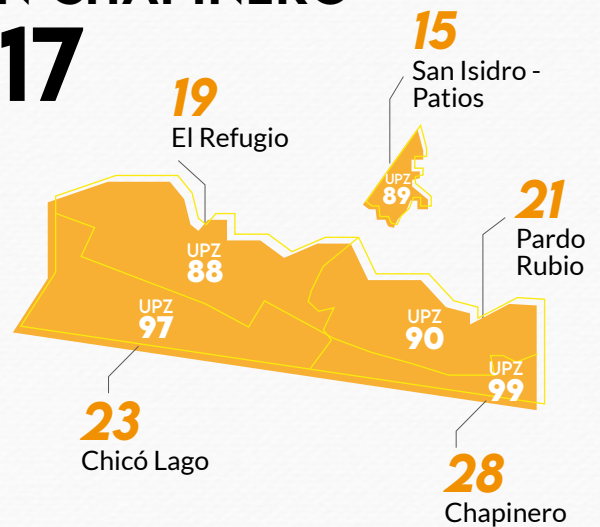 N CHAPINERO
17
15
San Isidro -
Patios
19
El Refugio
UPZ
89
21
Pardo
Rubio
UPZ
88
UPZ
97
UPZ
90
UPZ
99
23
Chicó Lago
28
Chapinero